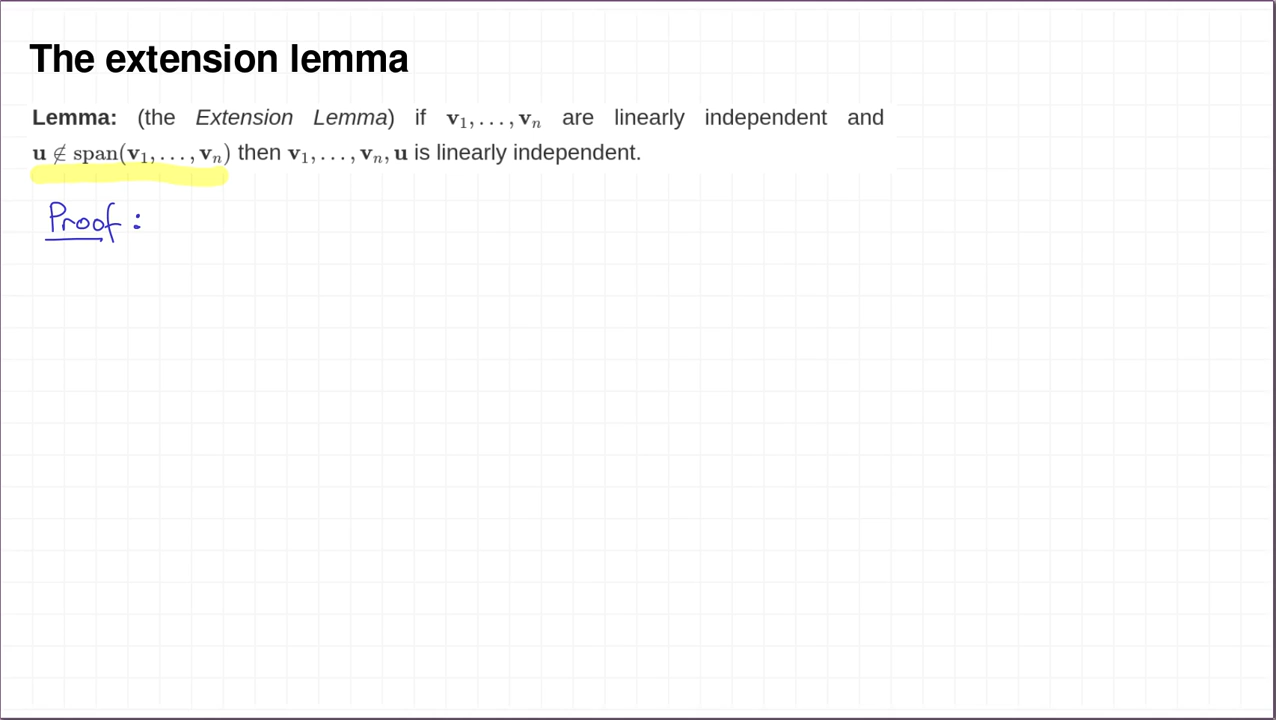 The extension lemma
Lemma: (the Extension Lemma) if v₁, . . . , vₙ are linearly independent and
u ∉ span(v₁, . . . , vₙ) then v₁, . . . , vₙ, u is linearly independent.
Proof :